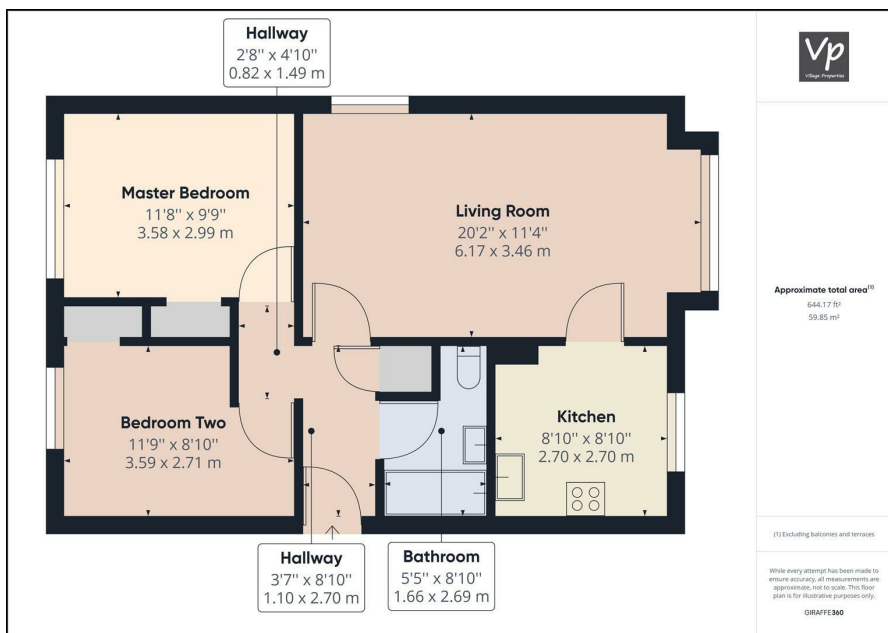 Hallway
2'8'' x 4'10''
0.82 x 1.49 m
Vp
Village Properties
Master Bedroom
11'8'' x 9'9''
3.58 x 2.99 m
Living Room
20'2'' x 11'4''
6.17 x 3.46 m
Approximate total area(1)
644.17 ft²
59.85 m²
Bedroom Two
11'9'' x 8'10''
3.59 x 2.71 m
Kitchen
8'10'' x 8'10''
2.70 x 2.70 m
Hallway
3'7'' x 8'10''
1.10 x 2.70 m
Bathroom
5'5'' x 8'10''
1.66 x 2.69 m
(1) Excluding balconies and terraces
While every attempt has been made to
ensure accuracy, all measurements are
approximate, not to scale. This floor
plan is for illustrative purposes only.
GIRAFFE360